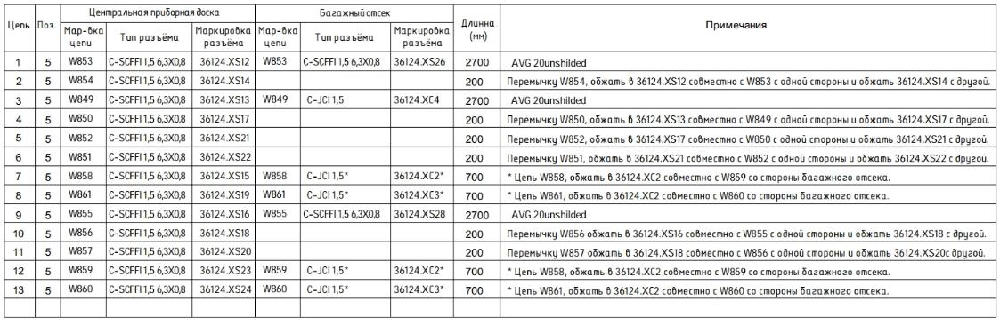 Цепь Поз. Центральная приборная доска Багажный отсек Длинна (мм) Примечания
Мар-вка цепи Тип разъёма Маркировка разъёма Мар-вка цепи Тип разъёма Маркировка разъёма
1 5 W853 C-SCFFI 1,5 6,3X0,8 36124.XS12 W853 C-SCFFI 1,5 6,3X0,8 36124.XS26 2700 AVG 20unshilded
2 5 W854 C-SCFFI 1,5 6,3X0,8 36124.XS14 200 Перемычку W854, обжать в 36124.XS12 совместно с W853 с одной стороны и обжать 36124.XS14 с другой.
3 5 W849 C-SCFFI 1,5 6,3X0,8 36124.XS13 W849 C-JCI 1,5 36124.XC4 2700 AVG 20unshilded
4 5 W850 C-SCFFI 1,5 6,3X0,8 36124.XS17 200 Перемычку W850, обжать в 36124.XS13 совместно с W849 с одной стороны и обжать 36124.XS17 с другой.
5 5 W852 C-SCFFI 1,5 6,3X0,8 36124.XS21 200 Перемычку W852, обжать в 36124.XS17 совместно с W850 с одной стороны и обжать 36124.XS21 с другой.
6 5 W851 C-SCFFI 1,5 6,3X0,8 36124.XS22 200 Перемычку W851, обжать в 36124.XS21 совместно с W852 с одной стороны и обжать 36124.XS22 с другой.
7 5 W858 C-SCFFI 1,5 6,3X0,8 36124.XS15 W858 C-JCI 1,5* 36124.XC2* 700 * Цепь W858, обжать в 36124.XC2 совместно с W859 со стороны багажного отсека.
8 5 W861 C-SCFFI 1,5 6,3X0,8 36124.XS19 W861 C-JCI 1,5* 36124.XC3* 700 * Цепь W861, обжать в 36124.XC2 совместно с W860 со стороны багажного отсека.
9 5 W855 C-SCFFI 1,5 6,3X0,8 36124.XS16 W855 C-SCFFI 1,5 6,3X0,8 36124.XS28 2700 AVG 20unshilded
10 5 W856 C-SCFFI 1,5 6,3X0,8 36124.XS18 200 Перемычку W856 обжать в 36124.XS16 совместно с W855 с одной стороны и обжать 36124.XS18 с другой.
11 5 W857 C-SCFFI 1,5 6,3X0,8 36124.XS20 200 Перемычку W857 обжать в 36124.XS18 совместно с W856 с одной стороны и обжать 36124.XS20с другой.
12 5 W859 C-SCFFI 1,5 6,3X0,8 36124.XS23 W859 C-JCI 1,5* 36124.XC2* 700 * Цепь W858, обжать в 36124.XC2 совместно с W859 со стороны багажного отсека.
13 5 W860 C-SCFFI 1,5 6,3X0,8 36124.XS24 W860 C-JCI 1,5* 36124.XC3* 700 * Цепь W861, обжать в 36124.XC2 совместно с W860 со стороны багажного отсека.